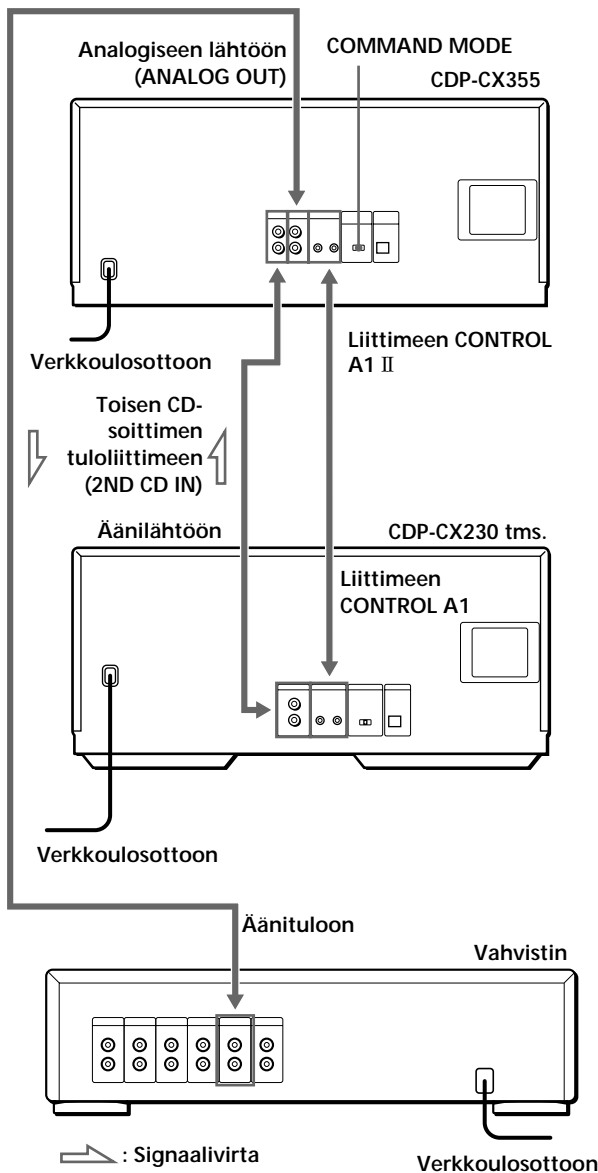 Analogiseen lähtöön
(ANALOG OUT)
COMMAND MODE
CDP-CX355
Verkkoulosottoon
Liittimeen CONTROL
A1 II
Toisen CD-
soittimen
tuloliittimeen
(2ND CD IN)
Äänilähtöön
CDP-CX230 tms.
Liittimeen
CONTROL A1
Verkkoulosottoon
Äänituloon
Vahvistin
: Signaalivirta
Verkkoulosottoon